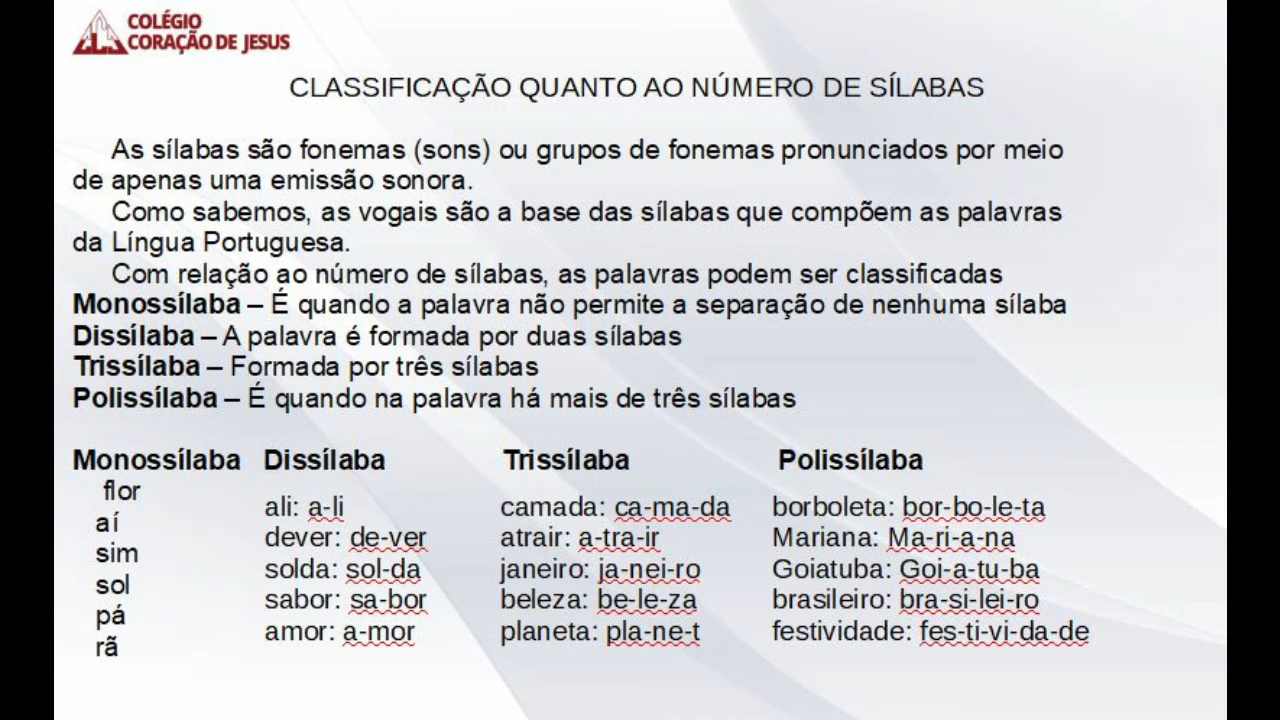 COLÉGIO
CORAÇÃO DE JESUS
CLASSIFICAÇÃO QUANTO AO NÚMERO DE SÍLABAS
As sílabas são fonemas (sons) ou grupos de fonemas pronunciados por meio
de apenas uma emissão sonora.
Como sabemos, as vogais são a base das sílabas que compõem as palavras
da Língua Portuguesa.
Com relação ao número de sílabas, as palavras podem ser classificadas
Monossílaba – É quando a palavra não permite a separação de nenhuma sílaba
Dissílaba – A palavra é formada por duas sílabas
Trissílaba – Formada por três sílabas
Polissílaba – É quando na palavra há mais de três sílabas
Monossílaba
flor
aí
sim
sol
pá
rã
Dissílaba
ali: a-li
dever: de-ver
solda: sol-da
sabor: sa-bor
amor: a-mor
Trissílaba
camada: ca-ma-da
atrair: a-tra-ir
janeiro: ja-nei-ro
beleza: be-le-za
planeta: pla-ne-t
Polissílaba
borboleta: bor-bo-le-ta
Mariana: Ma-ri-a-na
Goiatuba: Goi-a-tu-ba
brasileiro: bra-si-lei-ro
festividade: fes-ti-vi-da-de